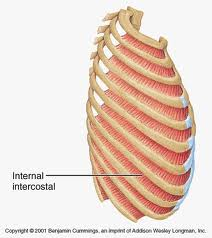 Internal
intercostal
Copyright © 2001 Benjamin Cummings, an imprint of Addison Wesley Longman, Inc.